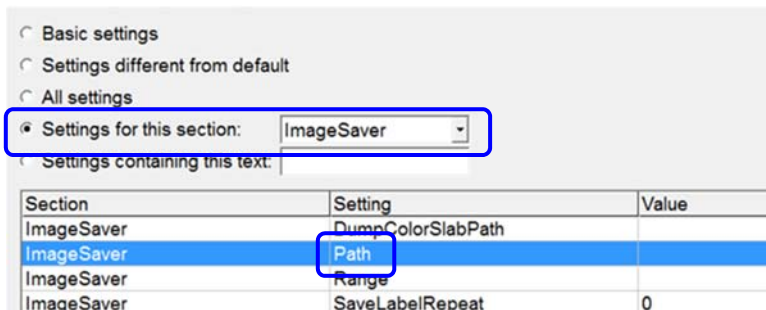 Basic settings
Settings different from default
All settings
Settings for this section: ImageSaver
Settings containing this text:
Section Setting Value
ImageSaver DumpColorSlabPath
ImageSaver Path
ImageSaver Range
ImageSaver SaveLabelRepeat 0